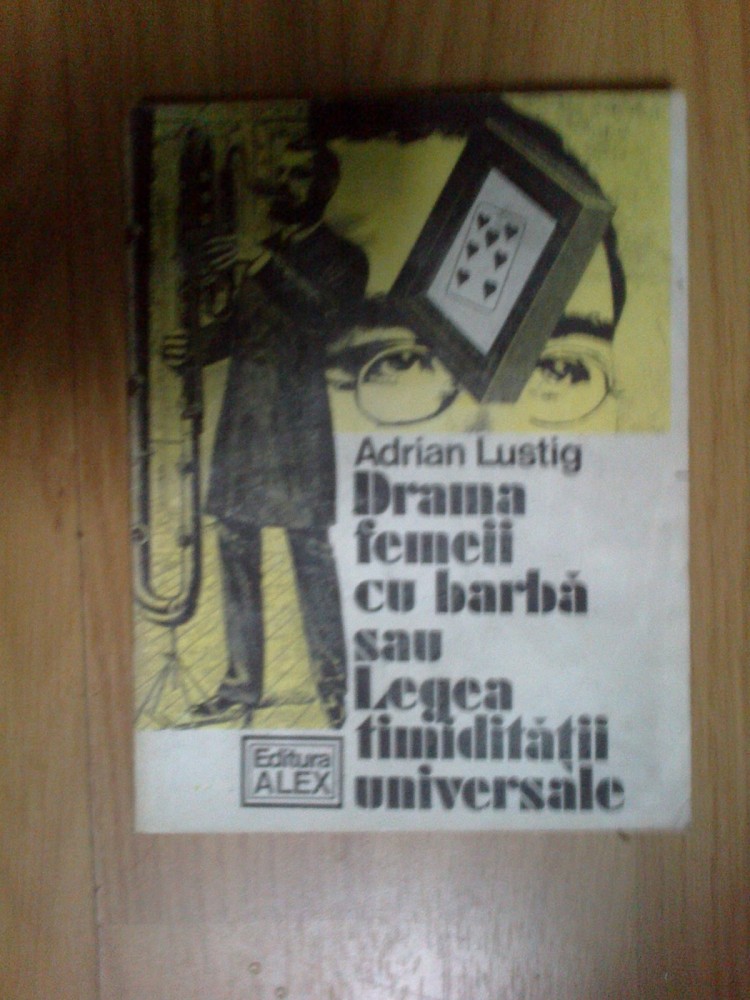 Adrian Lustig
Drama
femeii
cu barbă
sau
Legea
timidității
universale
Editura
ALEX